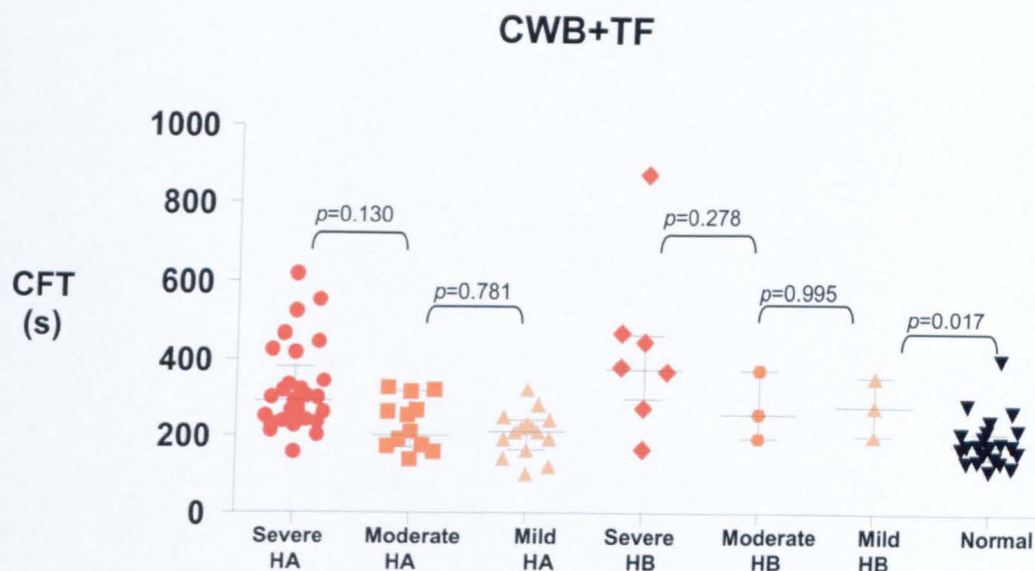 CWB+TF
1000
800
600
400
200
0
CFT
(s)
p=0.130
p=0.781
p=0.278
p=0.995
p=0.017
Severe
HA
Moderate
HA
Mild
HA
Severe
HB
Moderate
HB
Mild
HB
Normal